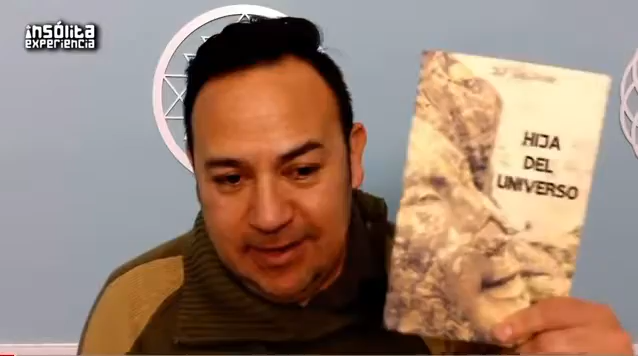 INSÓLITA
EXPERIENCIA
HIJA
DEL
UNIVERSO